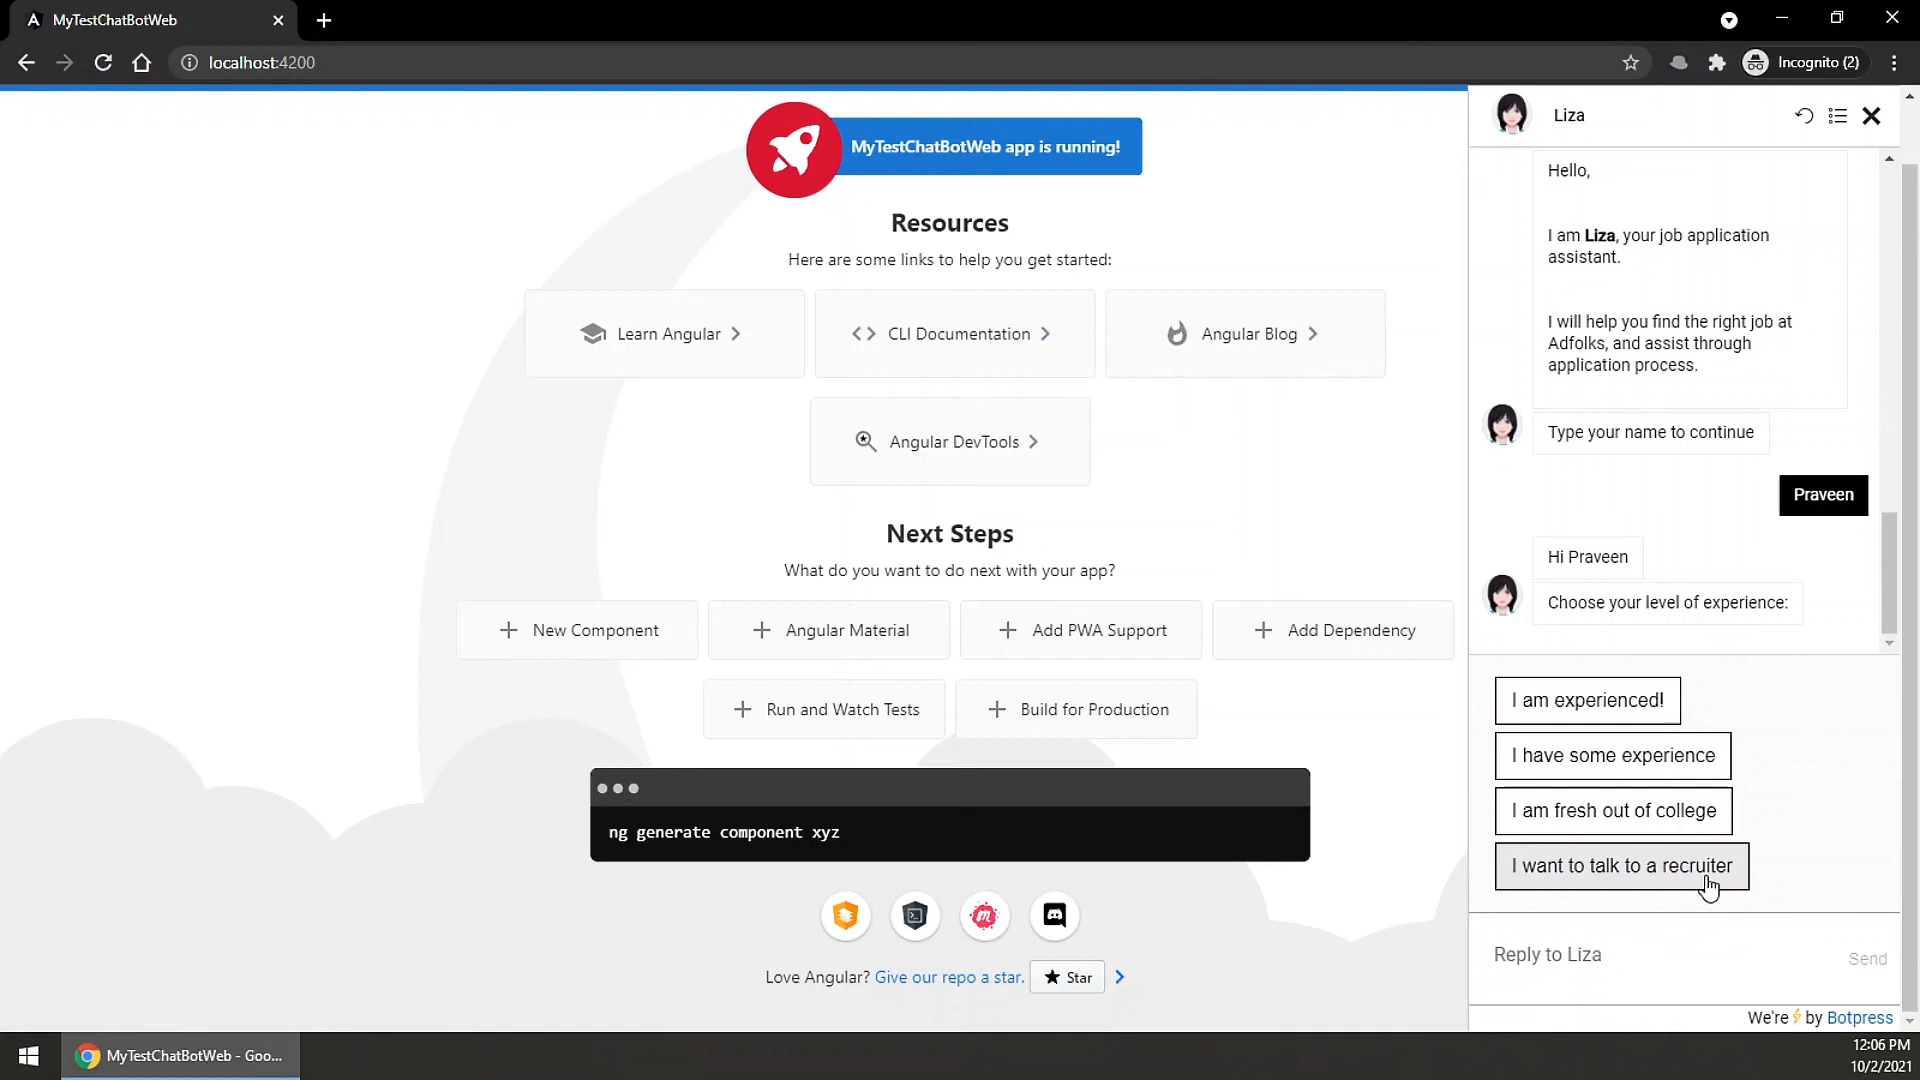 MyTestChatBotWeb
localhost:4200
Incognito (2)
MyTestChatBotWeb app is running!
Resources
Here are some links to help you get started:
Learn Angular
CLI Documentation
Angular Blog
Angular DevTools
Next Steps
What do you want to do next with your app?
New Component
Angular Material
Add PWA Support
Add Dependency
Run and Watch Tests
Build for Production
ng generate component xyz
Love Angular? Give our repo a star.
Star
Liza
Hello,
I am Liza, your job application
assistant.
I will help you find the right job at
Adfolks, and assist through
application process.
Type your name to continue
Praveen
Hi Praveen
Choose your level of experience:
I am experienced!
I have some experience
I am fresh out of college
I want to talk to a recruiter
Reply to Liza
Send
We're⚡by Botpress
MyTestChatBotWeb - Goo...
12:06 PM
10/2/2021